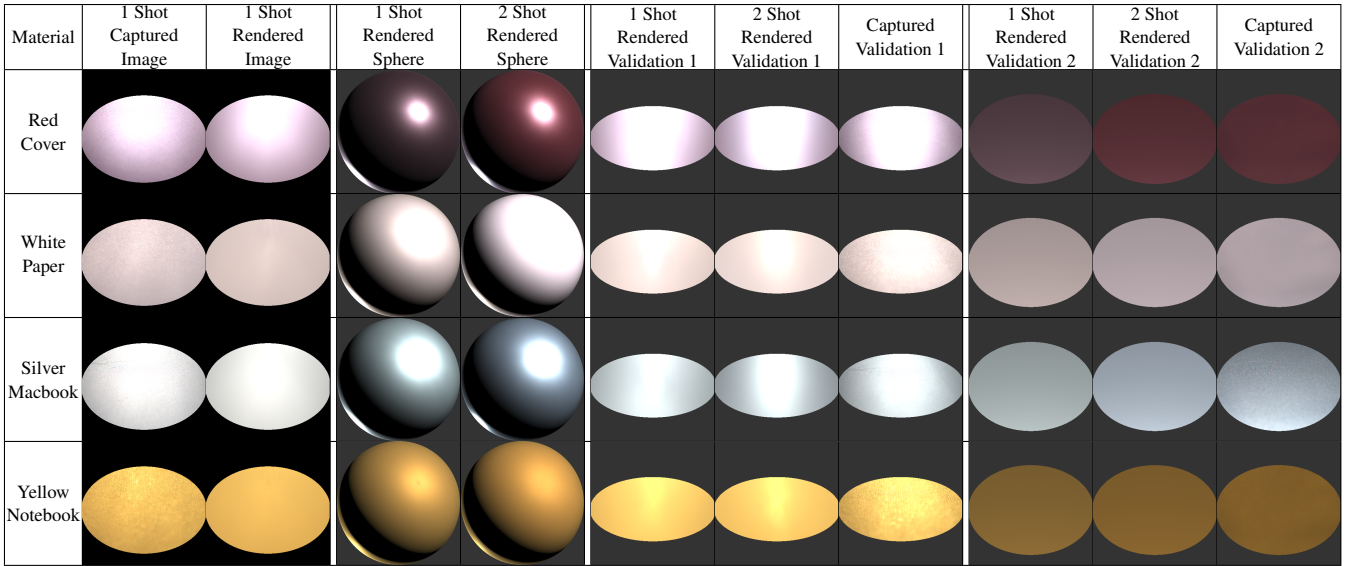 Material
1 Shot
Captured
Image
1 Shot
Rendered
Image
1 Shot
Rendered
Sphere
2 Shot
Rendered
Sphere
1 Shot
Rendered
Validation 1
2 Shot
Rendered
Validation 1
Captured
Validation 1
1 Shot
Rendered
Validation 2
2 Shot
Rendered
Validation 2
Captured
Validation 2
Red
Cover
White
Paper
Silver
Macbook
Yellow
Notebook